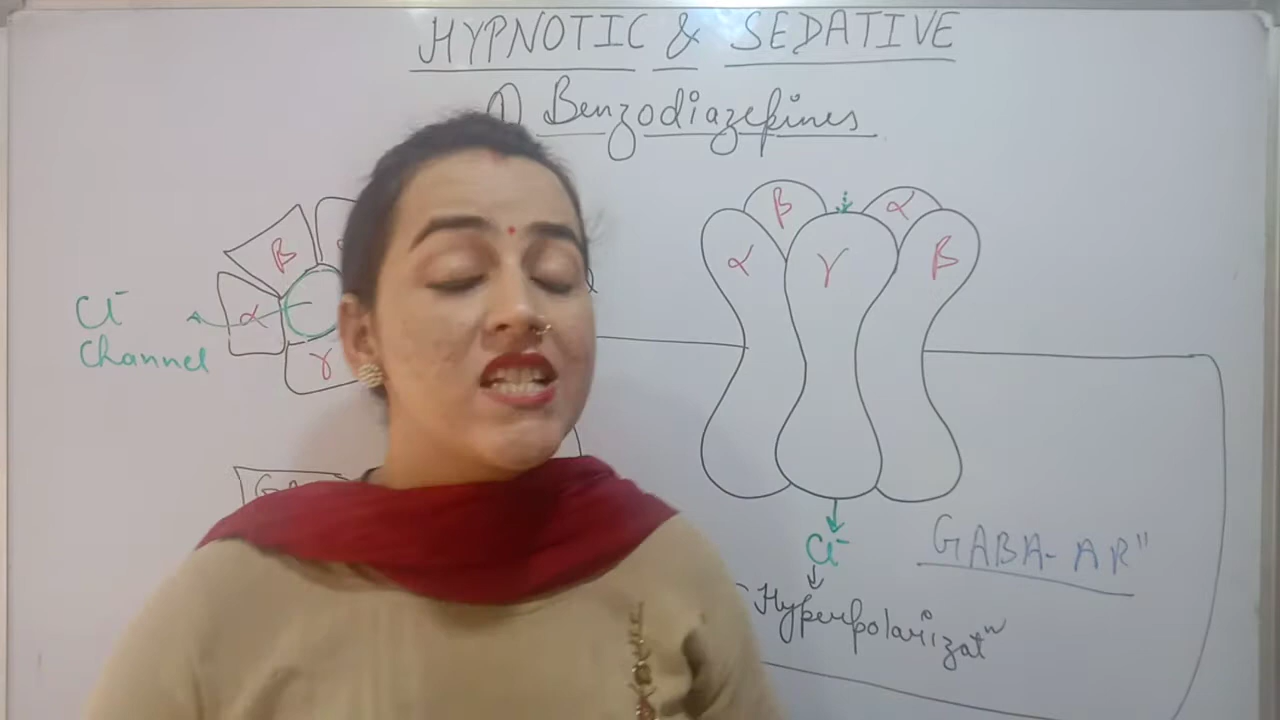 HYPNOTIC & SEDATIVE
1) Benzodiazepines
β α
α γ β
β
α
γ
Cl⁻
Channel
Cl⁻
GABA-AR"
Hyperpolarizatⁿ